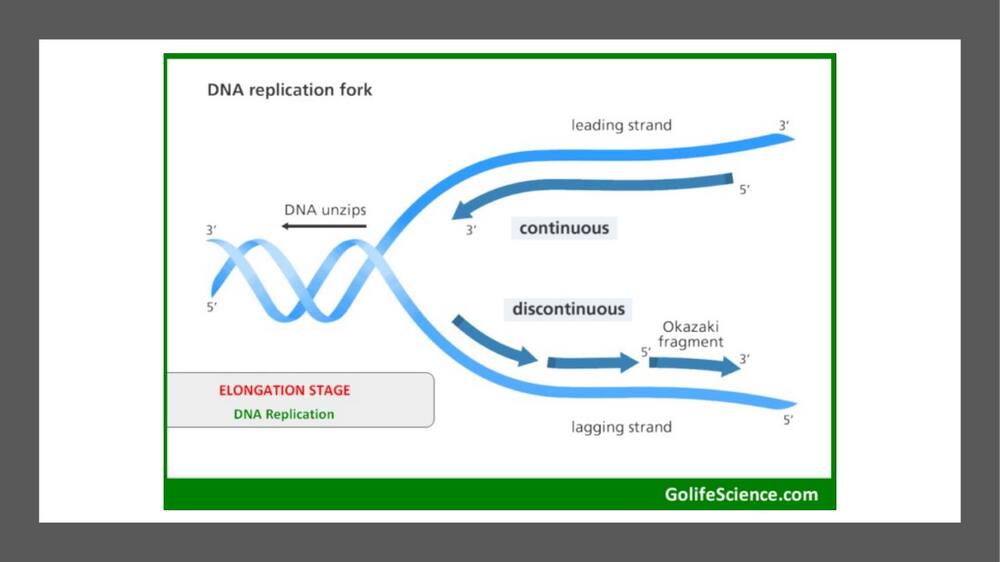 DNA replication fork
leading strand
3'
5'
DNA unzips
3'
3'
continuous
5'
discontinuous
Okazaki
fragment
5'
3'
ELONGATION STAGE
DNA Replication
lagging strand
5'
GolifeScience.com